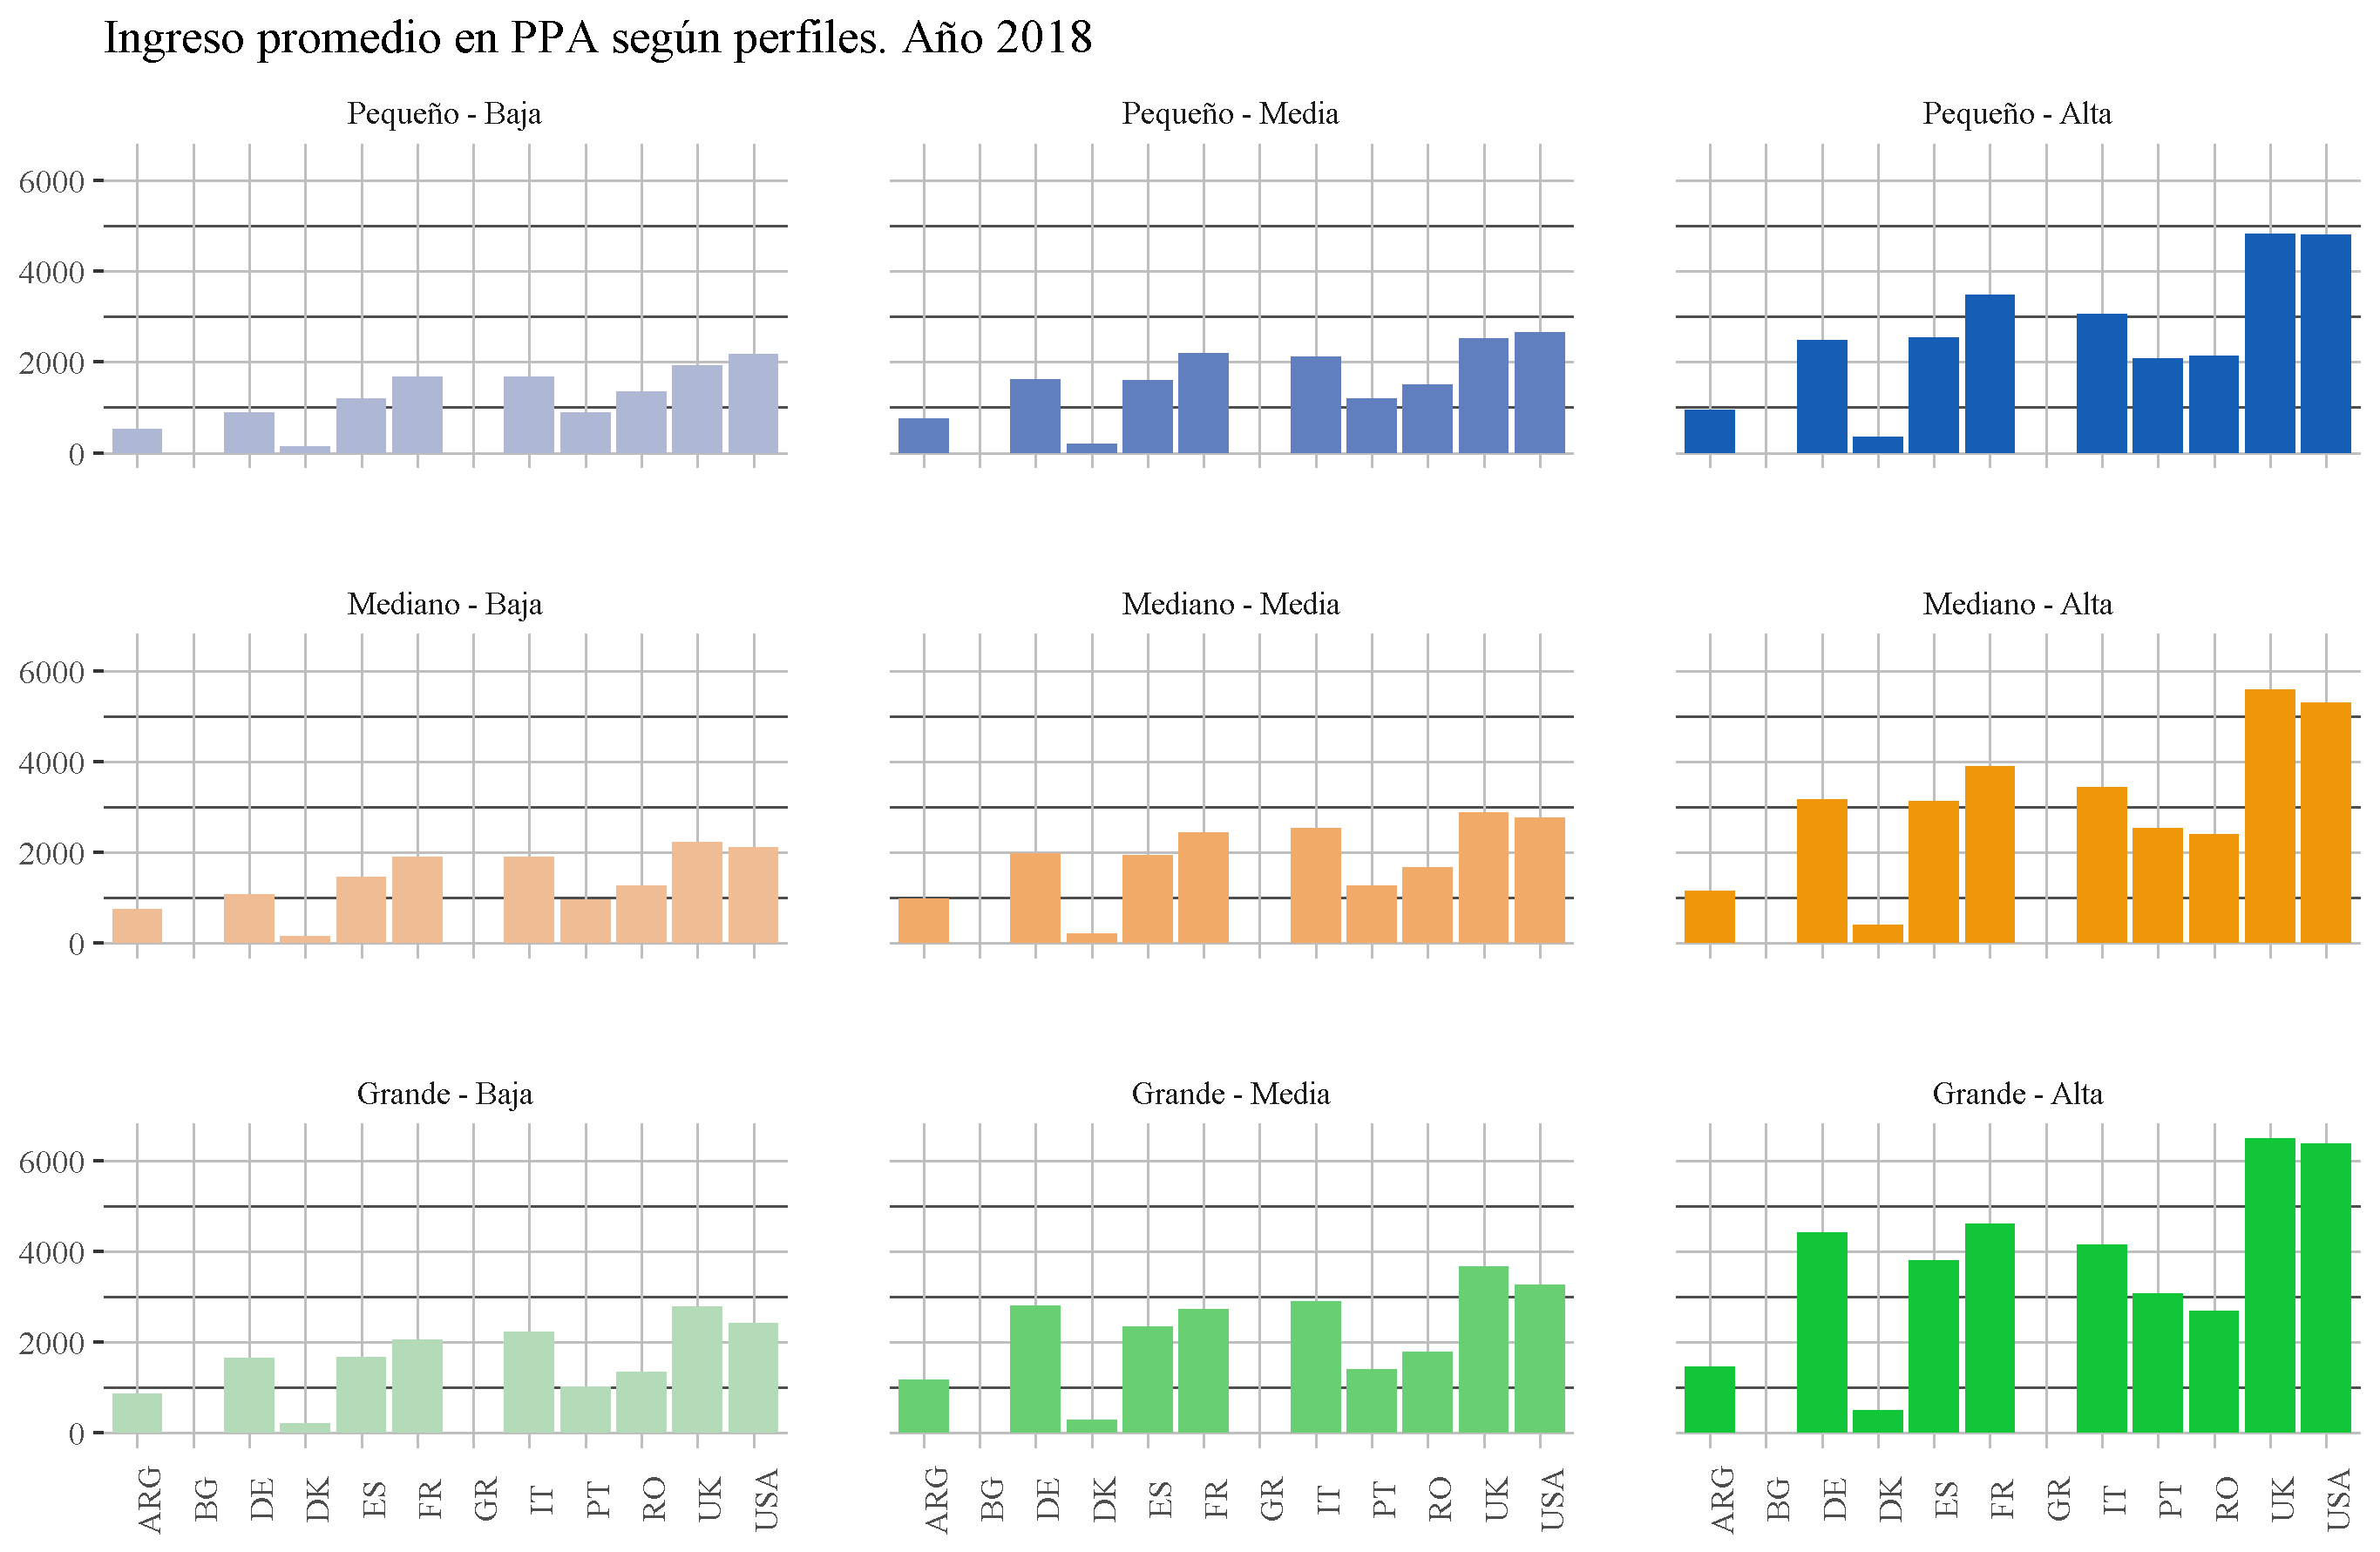 Ingreso promedio en PPA según perfiles. Año 2018
Pequeño - Baja
Pequeño - Media
Pequeño - Alta
6000
4000
2000
0
Mediano - Baja
Mediano - Media
Mediano - Alta
6000
4000
2000
0
Grande - Baja
Grande - Media
Grande - Alta
6000
4000
2000
0
ARG BG DE DK ES FR GR IT PT RO UK USA
ARG BG DE DK ES FR GR IT PT RO UK USA
ARG BG DE DK ES FR GR IT PT RO UK USA